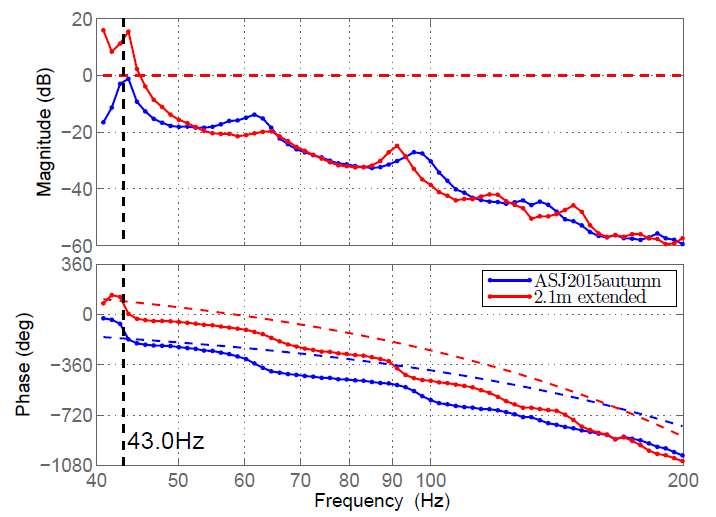 20
0
−20
−40
−60
Magnitude (dB)
360
0
−360
−720
−1080
Phase (deg)
ASJ2015autumn
2.1m extended
43.0Hz
40 50 60 70 80 90 100 200
Frequency (Hz)